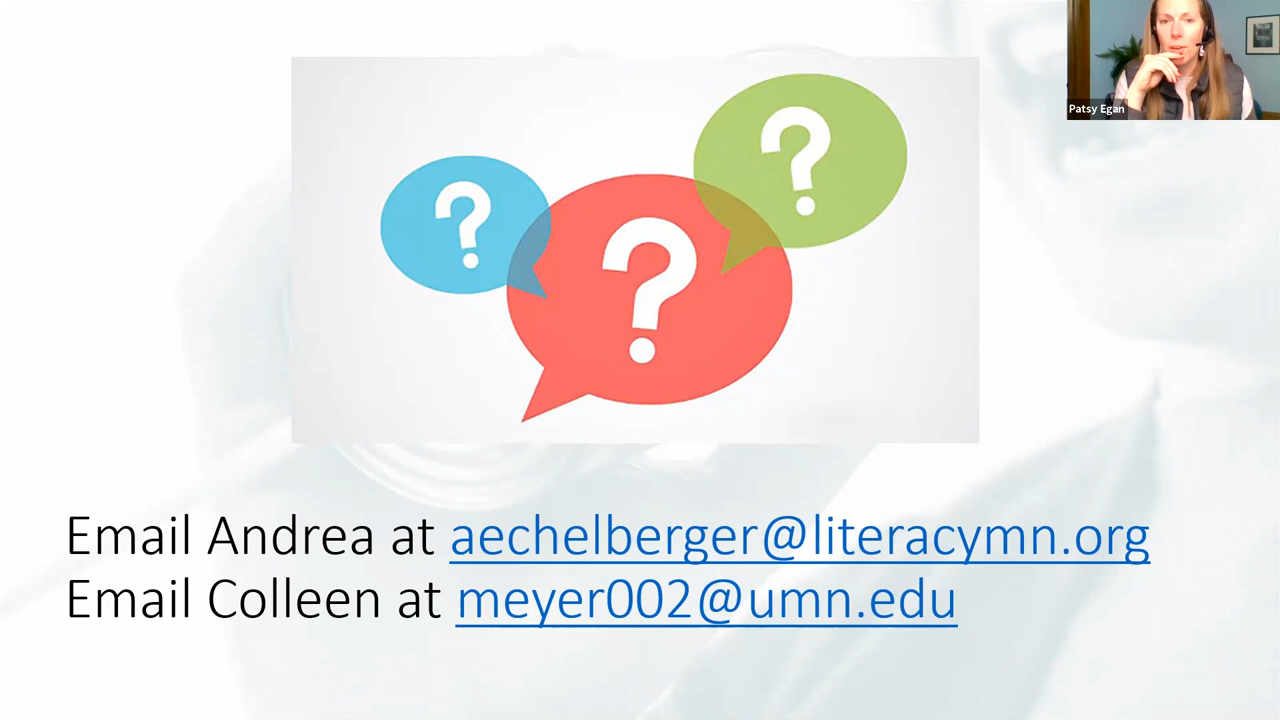 Patsy Egan
?
?
?
Email Andrea at aechelberger@literacymn.org
Email Colleen at meyer002@umn.edu